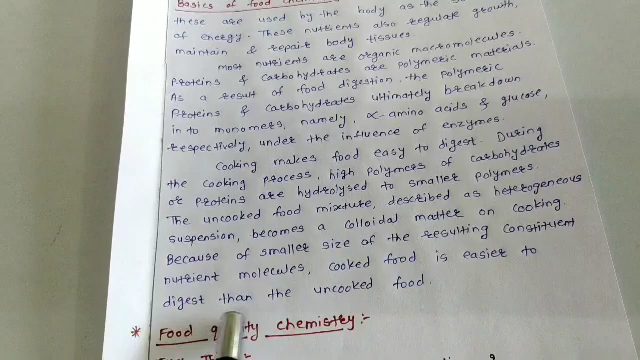 Basics of food chem
these are used by the body as the
of energy. These nutrients also regulate growth,
maintain & repair body tissues.
most nutrients are organic macromolecules.
Proteins & carbohydrates are polymeric materials.
As a result of food digestion, the polymeric
Proteins & carbohydrates ultimately breakdown
in to monomers, namely, α-amino acids & glucose,
respectively, under the influence of enzymes.
Cooking makes food easy to digest. During
the cooking process, high polymers of carbohydrates
or proteins are hydrolysed to smaller polymers.
The uncooked food mixture, described as heterogeneous
suspension, becomes a colloidal matter on cooking.
Because of smaller size of the resulting constituent
nutrient molecules, cooked food is easier to
digest than the uncooked food.
* Food quality chemistry:-